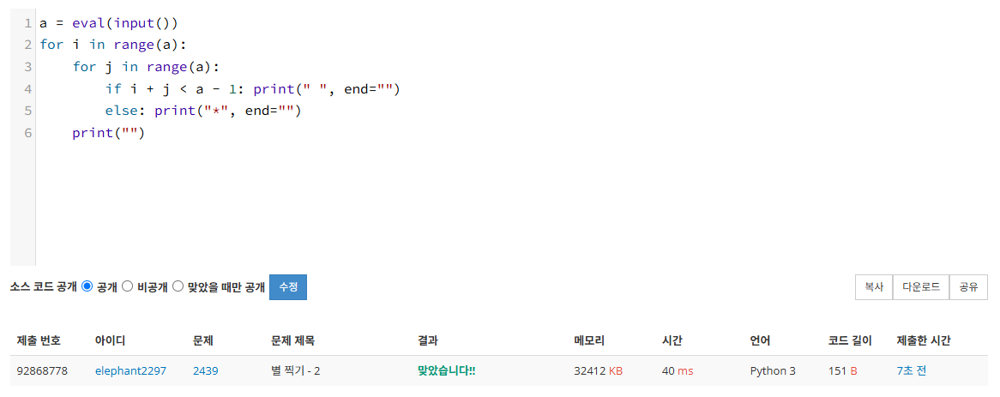 1 a = eval(input())
2 for i in range(a):
3     for j in range(a):
4         if i + j < a - 1: print(" ", end="")
5         else: print("*", end="")
6     print("")
소스 코드 공개 공개 비공개 맞았을 때만 공개 수정 복사 다운로드 공유
제출 번호 아이디 문제 문제 제목 결과 메모리 시간 언어 코드 길이 제출한 시간
92868778 elephant2297 2439 별 찍기 - 2 맞았습니다!! 32412 KB 40 ms Python 3 151 B 7초 전